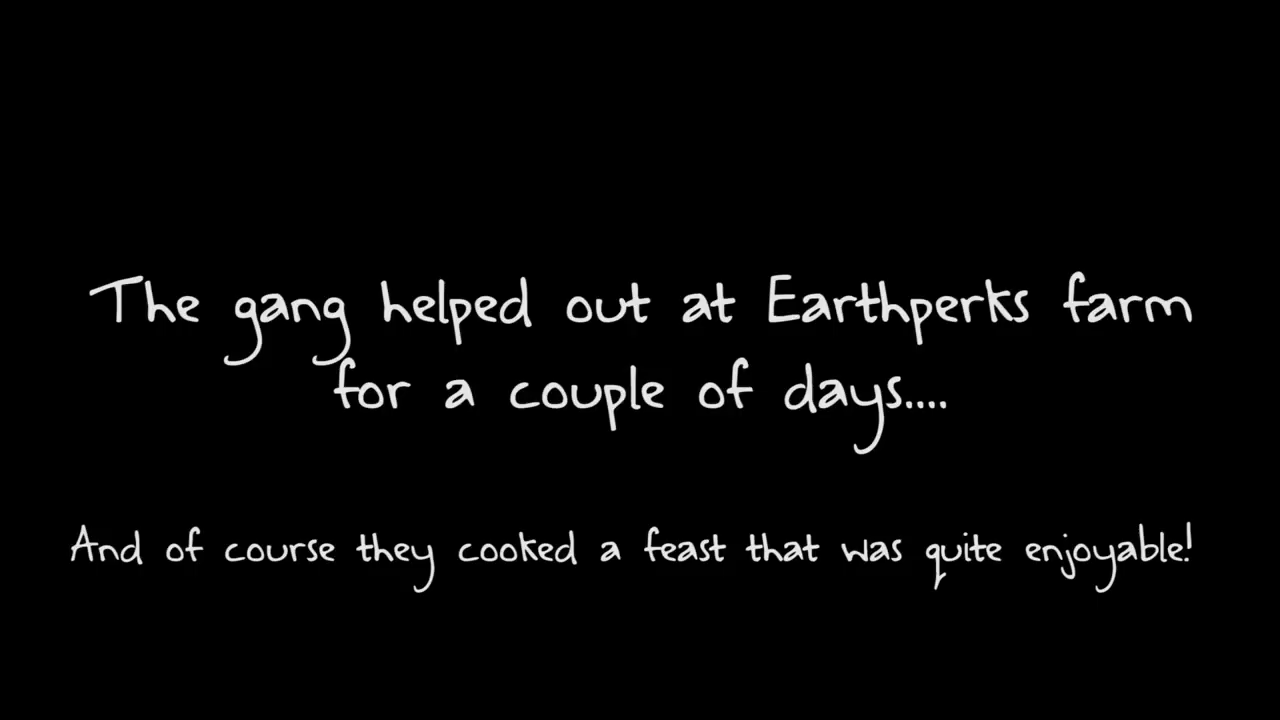 The gang helped out at Earthperks farm
for a couple of days....
And of course they cooked a feast that was quite enjoyable!